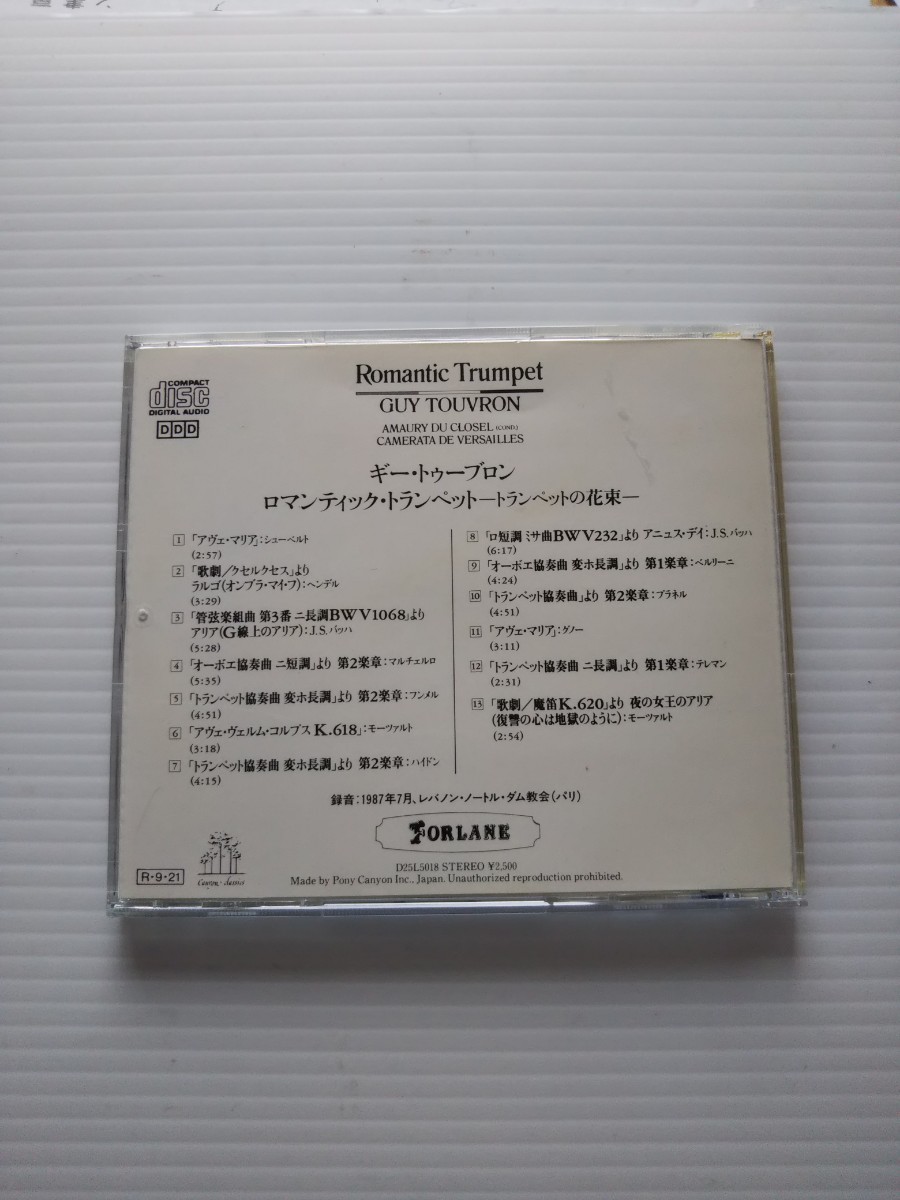 COMPACT
disc
DIGITAL AUDIO
DDD
Romantic Trumpet
GUY TOUVRON
AMAURY DU CLOSEL (COND.)
CAMERATA DE VERSAILLES
ギー・トゥーブロン
ロマンティック・トランペット―トランペットの花束―
1 「アヴェ・マリア」:シューベルト
(2:57)
2 「歌劇/クセルクセス」より
ラルゴ(オンブラ・マイ・フ):ヘンデル
(3:29)
3 「管弦楽組曲 第3番 ニ長調BWV1068」より
アリア(G線上のアリア):J.S.バッハ
(5:28)
4 「オーボエ協奏曲 ニ短調」より 第2楽章:マルチェルロ
(5:35)
5 「トランペット協奏曲 変ホ長調」より 第2楽章:フンメル
(4:51)
6 「アヴェ・ヴェルム・コルプス K.618」:モーツァルト
(3:18)
7 「トランペット協奏曲 変ホ長調」より 第2楽章:ハイドン
(4:15)
8 「ロ短調 ミサ曲BWV232」より アニュス・デイ:J.S.バッハ
(6:17)
9 「オーボエ協奏曲 変ホ長調」より 第1楽章:ベルリーニ
(4:24)
10 「トランペット協奏曲」より 第2楽章:プラネル
(4:51)
11 「アヴェ・マリア」:グノー
(3:11)
12 「トランペット協奏曲 ニ長調」より 第1楽章:テレマン
(2:31)
13 「歌劇/魔笛K.620」より 夜の女王のアリア
(復讐の心は地獄のように):モーツァルト
(2:54)
録音:1987年7月、レバノン・ノートル・ダム教会(パリ)
FORLANE
R・9・21
D25L5018 STEREO ¥2,500
Made by Pony Canyon Inc., Japan. Unauthorized reproduction prohibited.